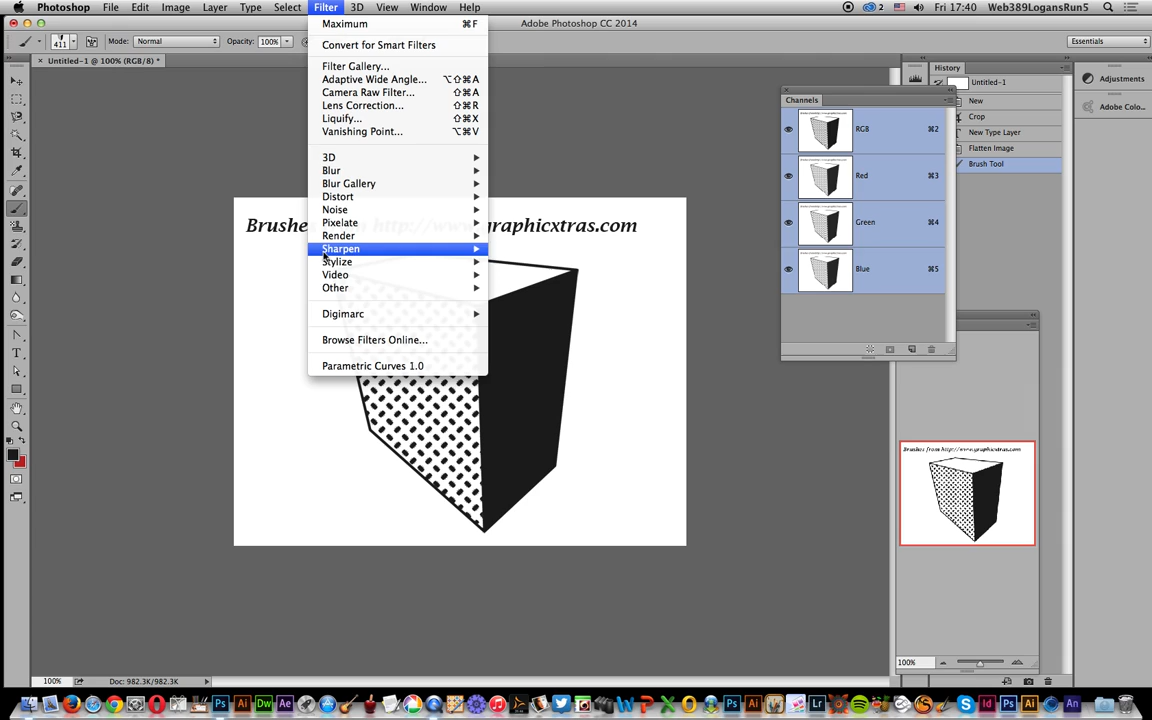 Photoshop File Edit Image Layer Type Select Filter 3D View Window Help 2 Fri 17:40 Web389LogansRun5
Adobe Photoshop CC 2014
411 Mode: Normal Opacity: 100% Essentials
× Untitled-1 @ 100% (RGB/8) *
Maximum ⌘F
Convert for Smart Filters
Filter Gallery...
Adaptive Wide Angle... ⌥⇧⌘A
Camera Raw Filter... ⇧⌘A
Lens Correction... ⇧⌘R
Liquify... ⇧⌘X
Vanishing Point... ⌥⌘V
3D
Blur
Blur Gallery
Distort
Noise
Pixelate
Render
Sharpen
Stylize
Video
Other
Digimarc
Browse Filters Online...
Parametric Curves 1.0
Brushes from http://www.graphicxtras.com
Channels
RGB ⌘2
Red ⌘3
Green ⌘4
Blue ⌘5
History
Untitled-1
New
Crop
New Type Layer
Flatten Image
Brush Tool
Adjustments
Adobe Colo...
Brushes from http://www.graphicxtras.com
100%
100% Doc: 982.3K/982.3K